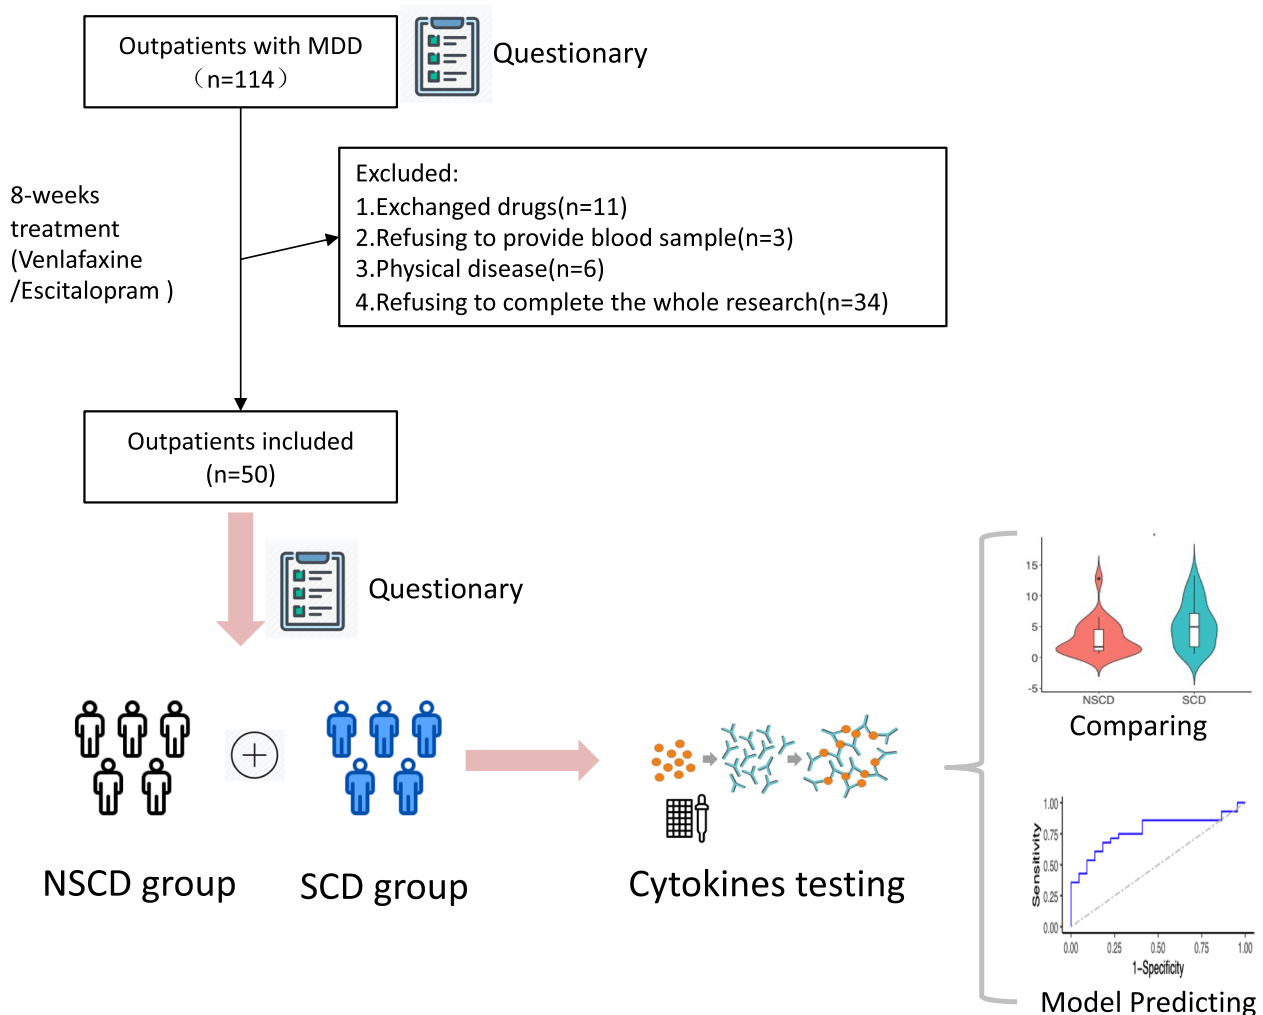 Outpatients with MDD
（n=114）
Questionary
8-weeks
treatment
(Venlafaxine
/Escitalopram )
Excluded:
1.Exchanged drugs(n=11)
2.Refusing to provide blood sample(n=3)
3.Physical disease(n=6)
4.Refusing to complete the whole research(n=34)
Outpatients included
(n=50)
Questionary
NSCD group
SCD group
Cytokines testing
15
10
5
0
-5
NSCD
SCD
Comparing
1.00
0.75
0.50
0.25
0.00
Sensitivity
0.00
0.25
0.50
0.75
1.00
1-Specificity
Model Predicting